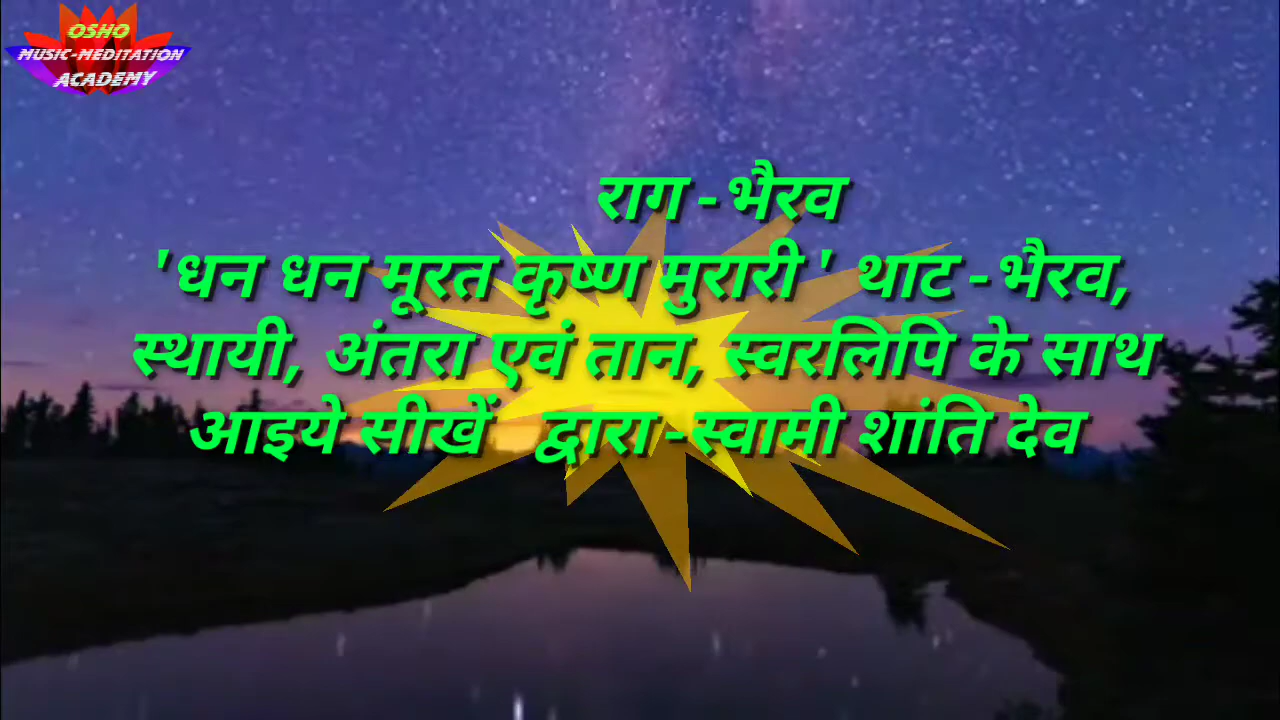 OSHO
MUSIC-MEDITATION
ACADEMY
राग - भैरव
'धन धन मूरत कृष्ण मुरारी ' थाट - भैरव,
स्थायी, अंतरा एवं तान, स्वरलिपि के साथ
आइये सीखें द्वारा - स्वामी शांति देव